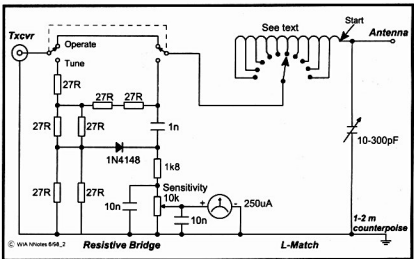 Txcvr
Operate
Tune
27R
27R
27R
27R
27R
1n
1N4148
1k8
27R
27R
Sensitivity
10k
10n
10n
+
-
250uA
See text
Start
Antenna
10-300pF
1-2 m
counterpoise
© WIA NNotes 6/98_2
Resistive Bridge
L-Match